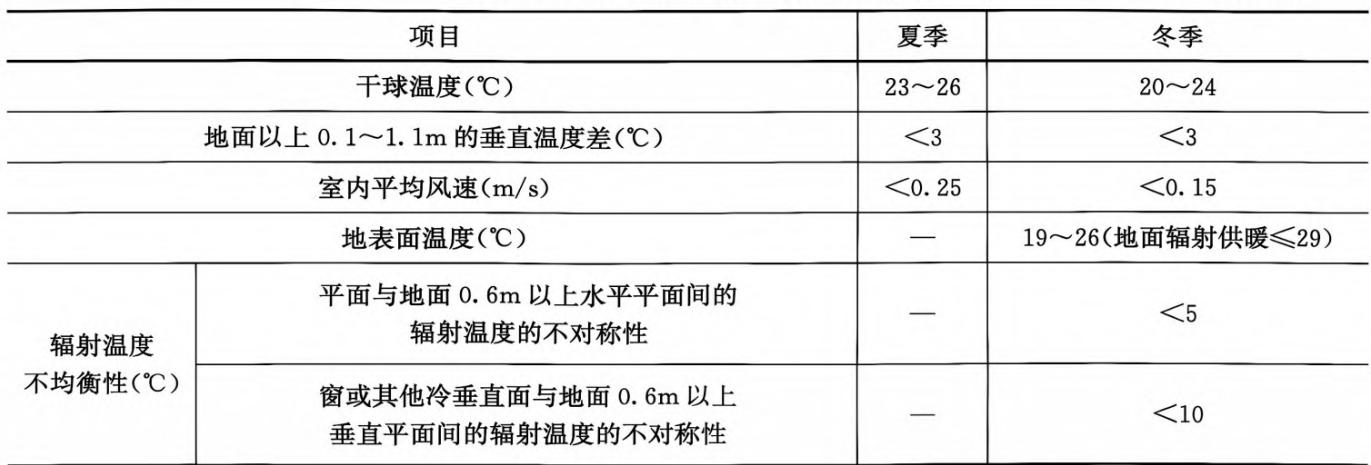 项目 夏季 冬季
干球温度(℃) 23～26 20～24
地面以上 0.1～1.1m 的垂直温度差(℃) <3 <3
室内平均风速(m/s) <0.25 <0.15
地表面温度(℃) — 19～26(地面辐射供暖≤29)
辐射温度
不均衡性(℃)
平面与地面 0.6m 以上水平平面间的
辐射温度的不对称性
— <5
窗或其他冷垂直面与地面 0.6m 以上
垂直平面间的辐射温度的不对称性
— <10